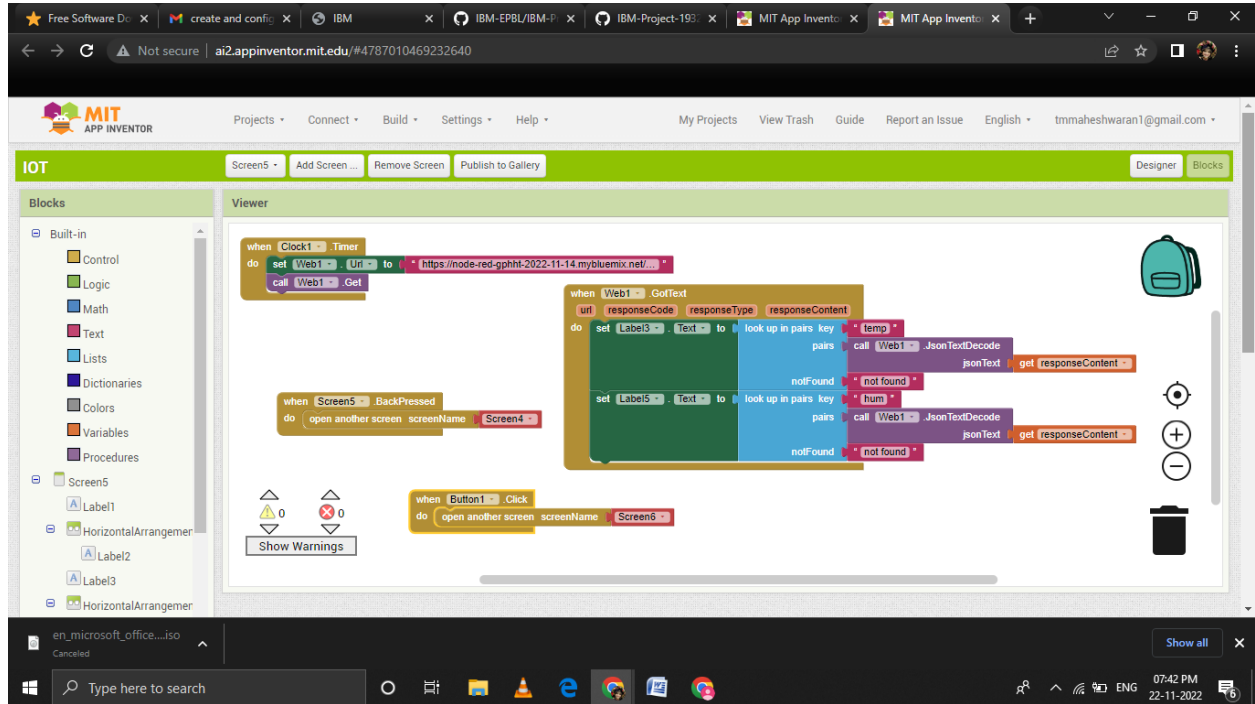 Free Software Do
create and config
IBM
IBM-EPBL/IBM-P
IBM-Project-193
MIT App Invento
MIT App Invento
Not secure | ai2.appinventor.mit.edu/#4787010469232640
MIT
APP INVENTOR
Projects
Connect
Build
Settings
Help
My Projects
View Trash
Guide
Report an Issue
English
tmmaheshwaran1@gmail.com
IOT
Screen5
Add Screen ...
Remove Screen
Publish to Gallery
Designer
Blocks
Blocks
Built-in
Control
Logic
Math
Text
Lists
Dictionaries
Colors
Variables
Procedures
Screen5
Label1
HorizontalArrangemer
Label2
Label3
HorizontalArrangemer
Viewer
when Clock1 .Timer
do set Web1 . Url to " https://node-red-gphht-2022-11-14.mybluemix.net/... "
call Web1 .Get
when Web1 .GotText
url responseCode responseType responseContent
do set Label3 . Text to look up in pairs key " temp "
pairs call Web1 .JsonTextDecode
jsonText get responseContent
notFound " not found "
set Label5 . Text to look up in pairs key " hum "
pairs call Web1 .JsonTextDecode
jsonText get responseContent
notFound " not found "
when Screen5 .BackPressed
do open another screen screenName Screen4
when Button1 .Click
do open another screen screenName Screen6
0
0
Show Warnings
en_microsoft_office....iso
Canceled
Show all
Type here to search
ENG
07:42 PM
22-11-2022
6